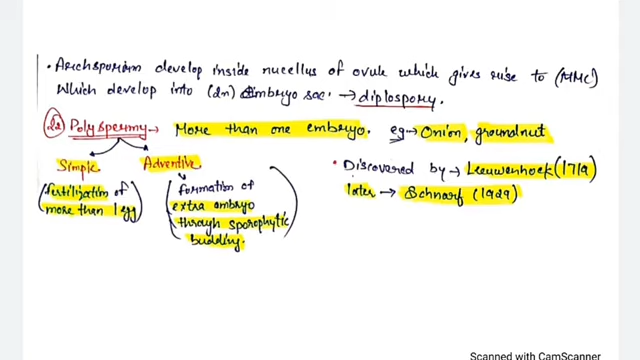 • Archsporium develop inside nucellus of ovule which gives rise to (MMC)
Which develop into (2n) Embryo sac. → diplospory.
Polyspermy → More than one embryo. eg → Onion, groundnut
Simple Adventive
(fertilization of
more than 1 egg)
(formation of
extra embryo
through sporophytic
budding.)
• Discovered by → Leeuwenhoek (1719)
later → Schnarf (1929)
Scanned with CamScanner